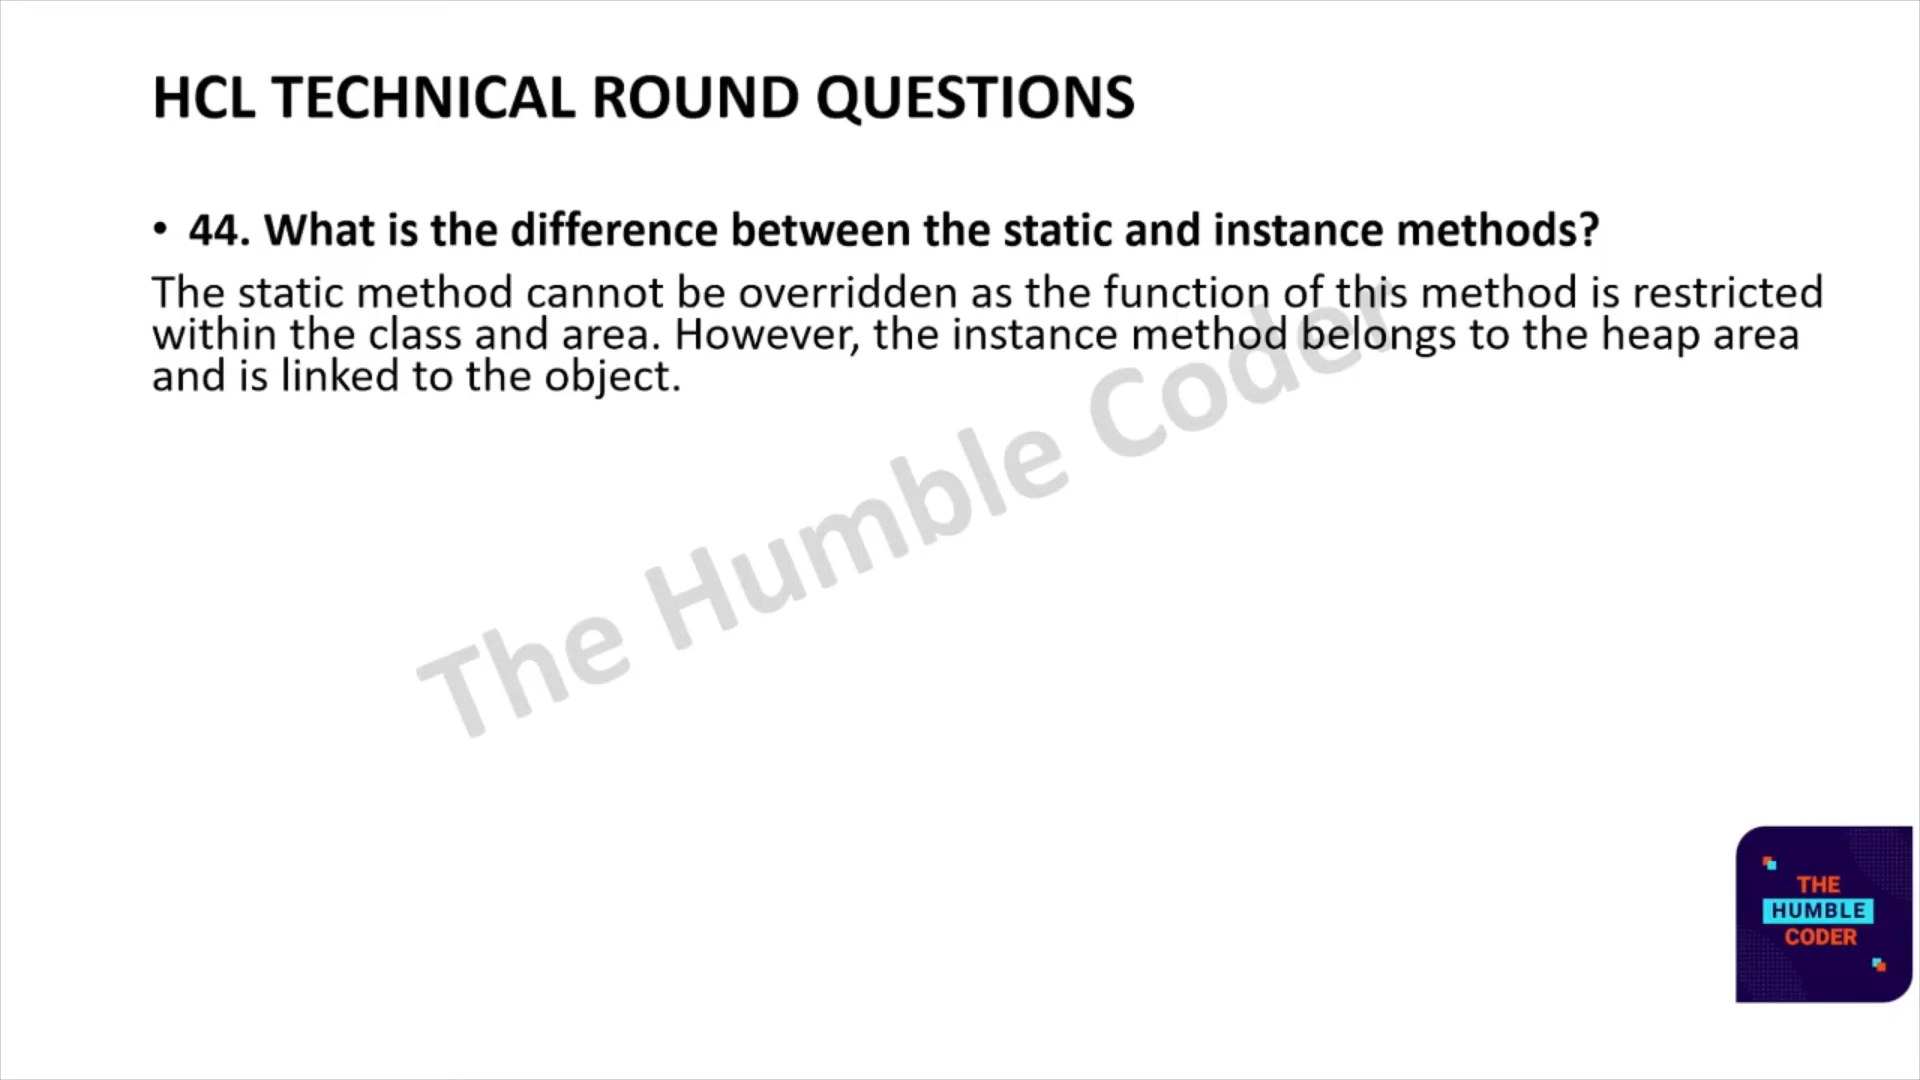 HCL TECHNICAL ROUND QUESTIONS
• 44. What is the difference between the static and instance methods?
The static method cannot be overridden as the function of this method is restricted
within the class and area. However, the instance method belongs to the heap area
and is linked to the object.
The Humble Coder
THE
HUMBLE
CODER